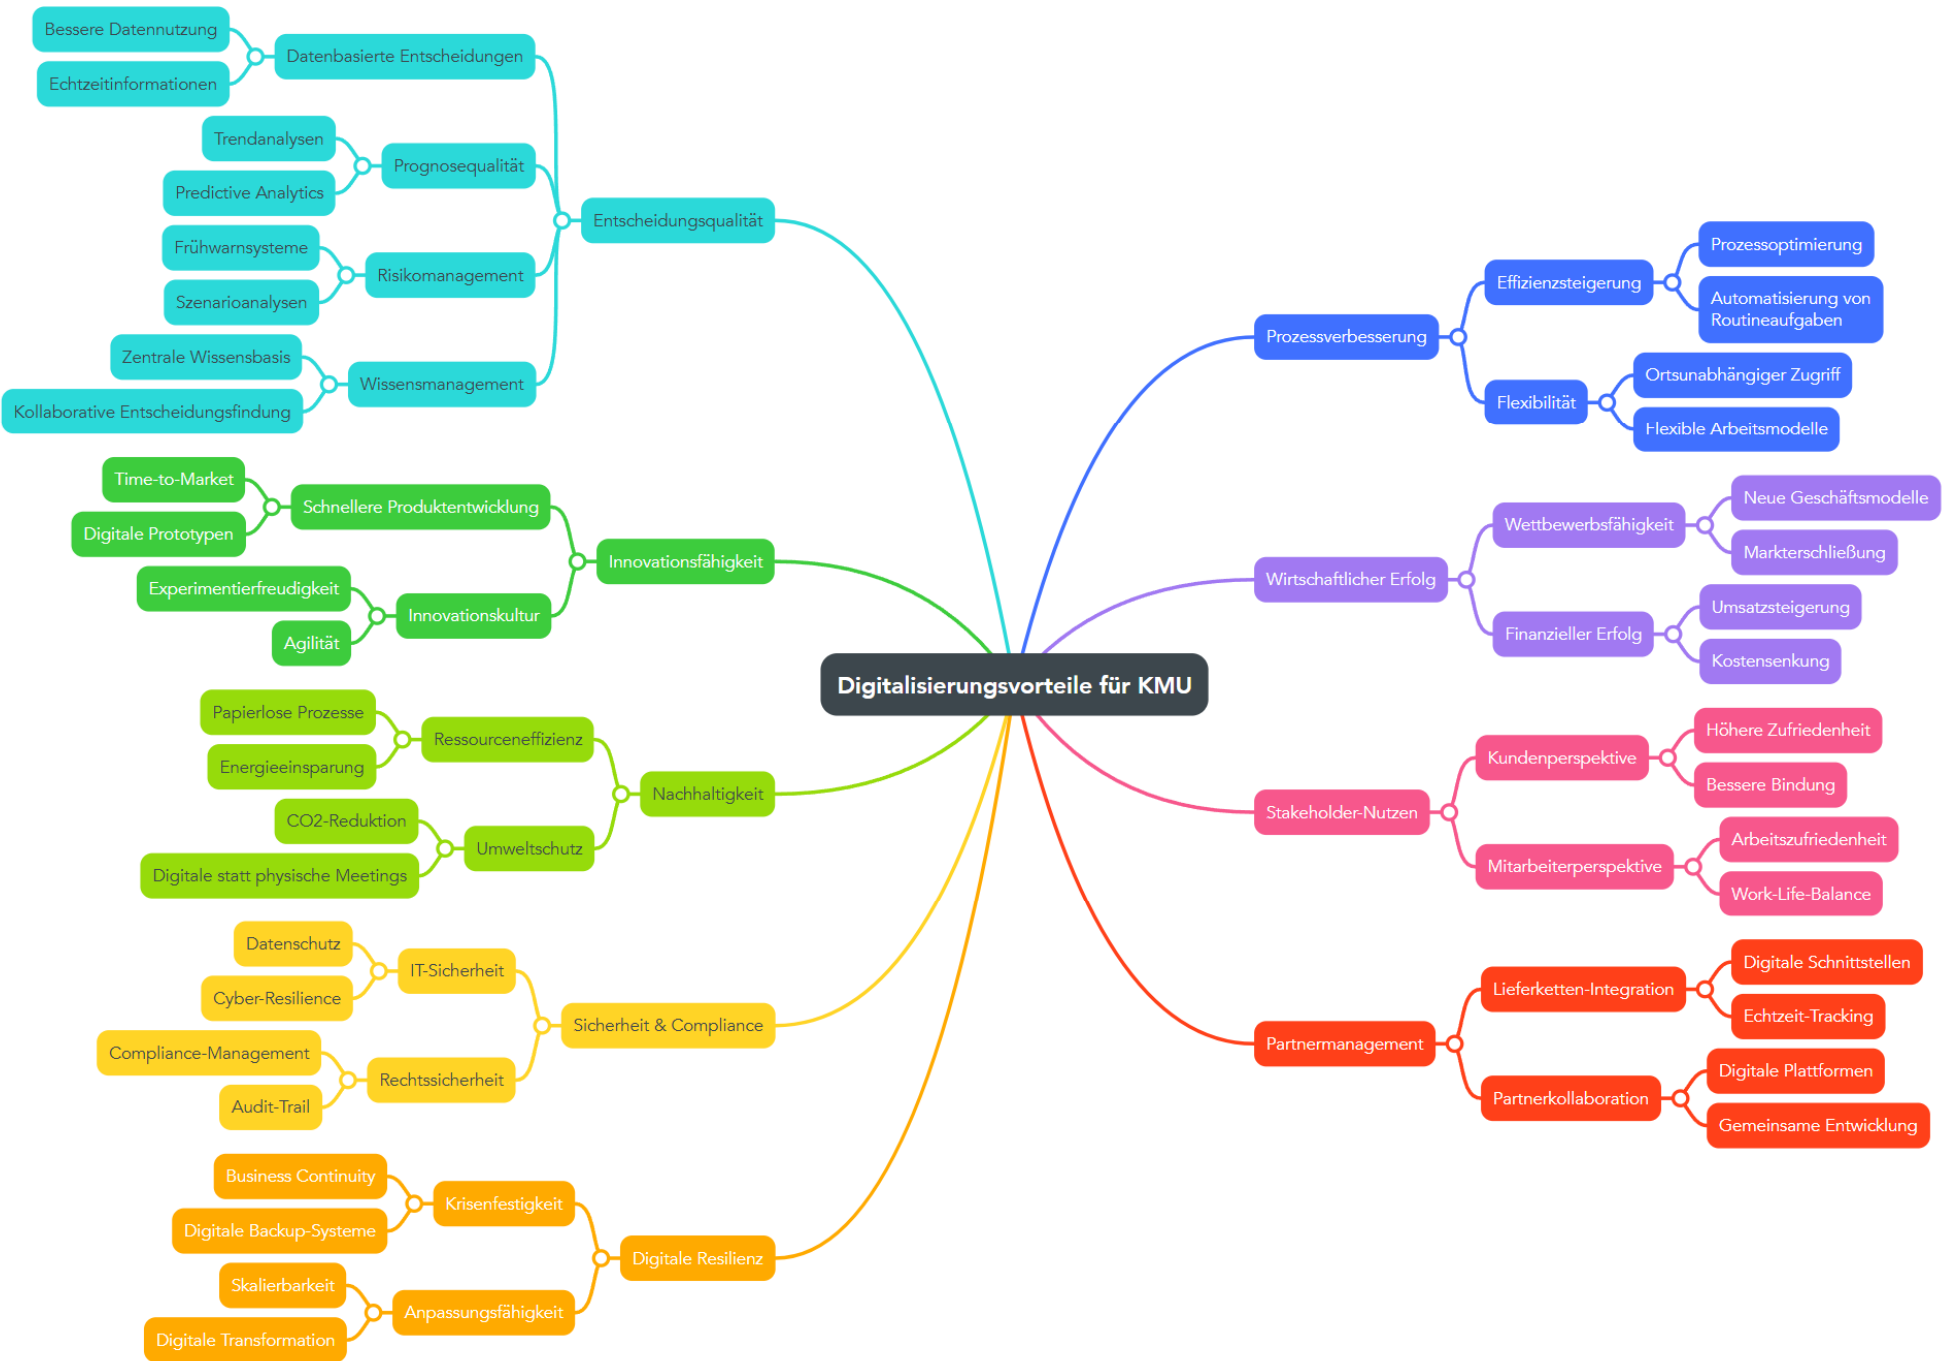 Digitalisierungsvorteile für KMU
Entscheidungsqualität
Datenbasierte Entscheidungen
Bessere Datennutzung
Echtzeitinformationen
Prognosequalität
Trendanalysen
Predictive Analytics
Risikomanagement
Frühwarnsysteme
Szenarioanalysen
Wissensmanagement
Zentrale Wissensbasis
Kollaborative Entscheidungsfindung
Innovationsfähigkeit
Schnellere Produktentwicklung
Time-to-Market
Digitale Prototypen
Innovationskultur
Experimentierfreudigkeit
Agilität
Nachhaltigkeit
Ressourceneffizienz
Papierlose Prozesse
Energieeinsparung
Umweltschutz
CO2-Reduktion
Digitale statt physische Meetings
Sicherheit & Compliance
IT-Sicherheit
Datenschutz
Cyber-Resilience
Rechtssicherheit
Compliance-Management
Audit-Trail
Digitale Resilienz
Krisenfestigkeit
Business Continuity
Digitale Backup-Systeme
Anpassungsfähigkeit
Skalierbarkeit
Digitale Transformation
Prozessverbesserung
Effizienzsteigerung
Prozessoptimierung
Automatisierung von
Routineaufgaben
Flexibilität
Ortsunabhängiger Zugriff
Flexible Arbeitsmodelle
Wirtschaftlicher Erfolg
Wettbewerbsfähigkeit
Neue Geschäftsmodelle
Markterschließung
Finanzieller Erfolg
Umsatzsteigerung
Kostensenkung
Stakeholder-Nutzen
Kundenperspektive
Höhere Zufriedenheit
Bessere Bindung
Mitarbeiterperspektive
Arbeitszufriedenheit
Work-Life-Balance
Partnermanagement
Lieferketten-Integration
Digitale Schnittstellen
Echtzeit-Tracking
Partnerkollaboration
Digitale Plattformen
Gemeinsame Entwicklung